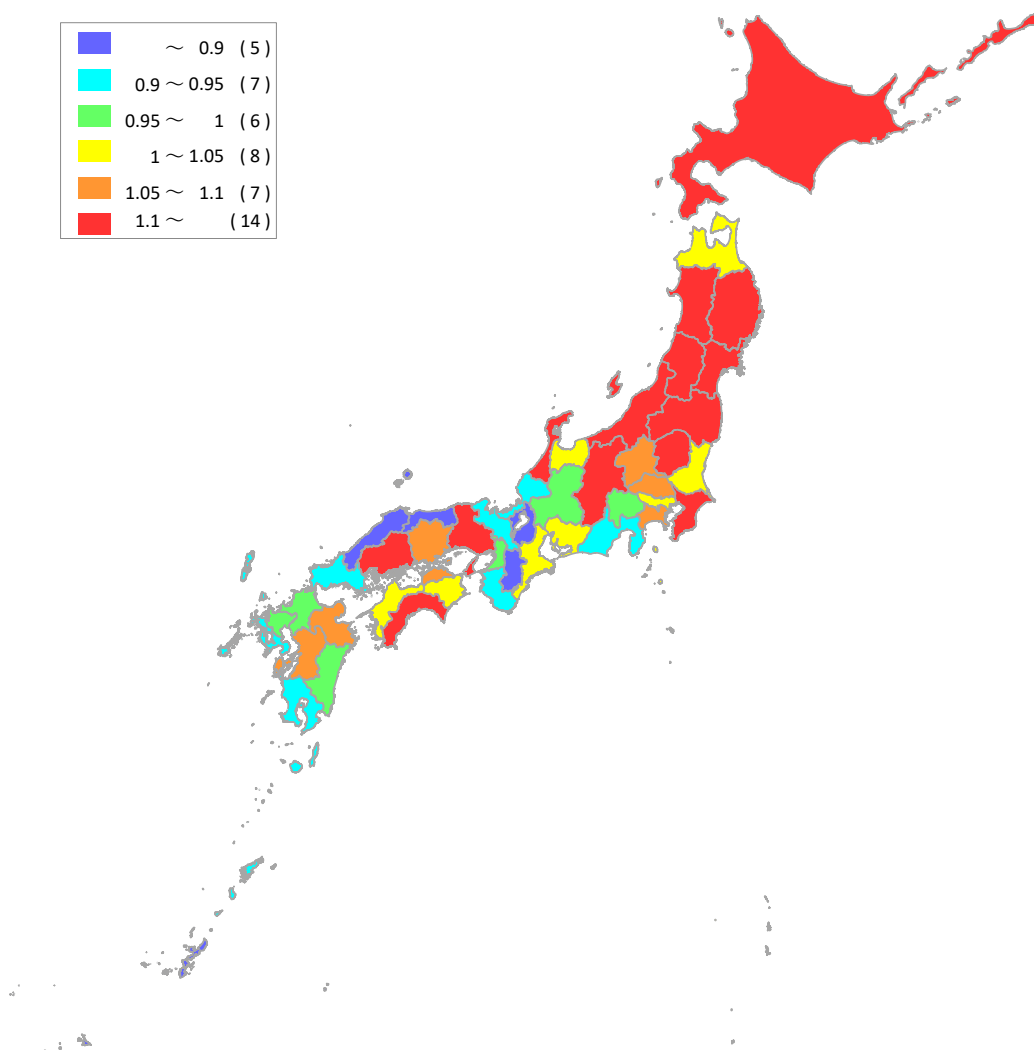 ～ 0.9 ( 5 )
0.9 ～ 0.95 ( 7 )
0.95 ～ 1 ( 6 )
1 ～ 1.05 ( 8 )
1.05 ～ 1.1 ( 7 )
1.1 ～ ( 14 )